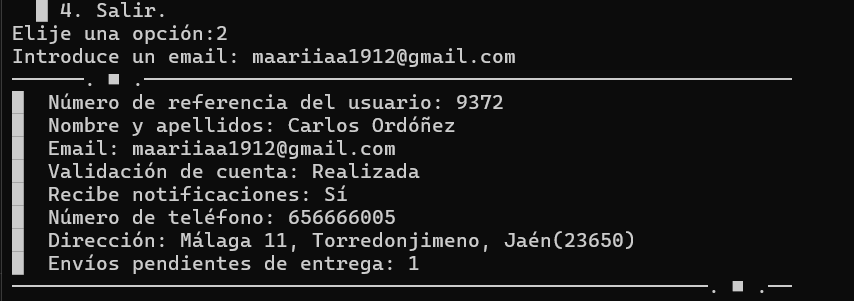 4. Salir.
Elije una opción:2
Introduce un email: maariiaa1912@gmail.com
Número de referencia del usuario: 9372
Nombre y apellidos: Carlos Ordóñez
Email: maariiaa1912@gmail.com
Validación de cuenta: Realizada
Recibe notificaciones: Sí
Número de teléfono: 656666005
Dirección: Málaga 11, Torredonjimeno, Jaén(23650)
Envíos pendientes de entrega: 1